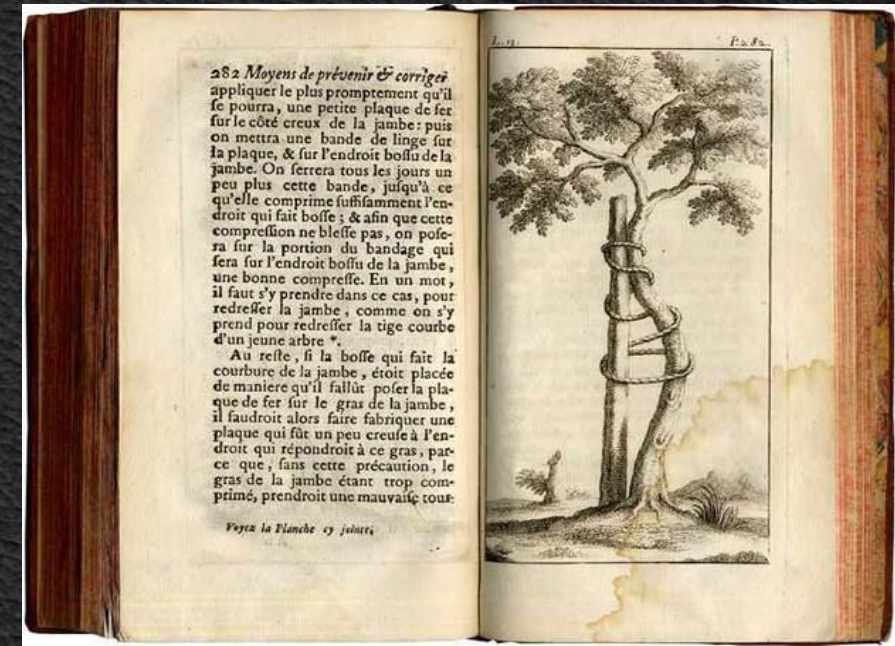 282 Moyens de prévenir & corriger
appliquer le plus promptement qu'il
se pourra, une petite plaque de fer
sur le côté creux de la jambe: puis
on mettra une bande de linge sur
la plaque, & sur l'endroit bossu de la
jambe. On serrera tous les jours un
peu plus cette bande, jusqu'à ce
qu'elle comprime suffisamment l'en-
droit qui fait bosse; & afin que cette
compression ne blesse pas, on pose-
ra sur la portion du bandage qui
sera sur l'endroit bossu de la jambe,
une bonne compresse. En un mot,
il faut s'y prendre dans ce cas, pour
redresser la jambe, comme on s'y
prend pour redresser la tige courbe
d'un jeune arbre *.
Au reste, si la bosse qui fait la
courbure de la jambe, étoit placée
de maniere qu'il fallût poser la pla-
que de fer sur le gras de la jambe,
il faudroit alors faire fabriquer une
plaque qui fût un peu creuse à l'en-
droit qui répondroit à ce gras, par-
ce que, sans cette précaution, le
gras de la jambe étant trop com-
primé, prendroit une mauvaise tour-
Voyez la Planche cy jointe,
P. 282.